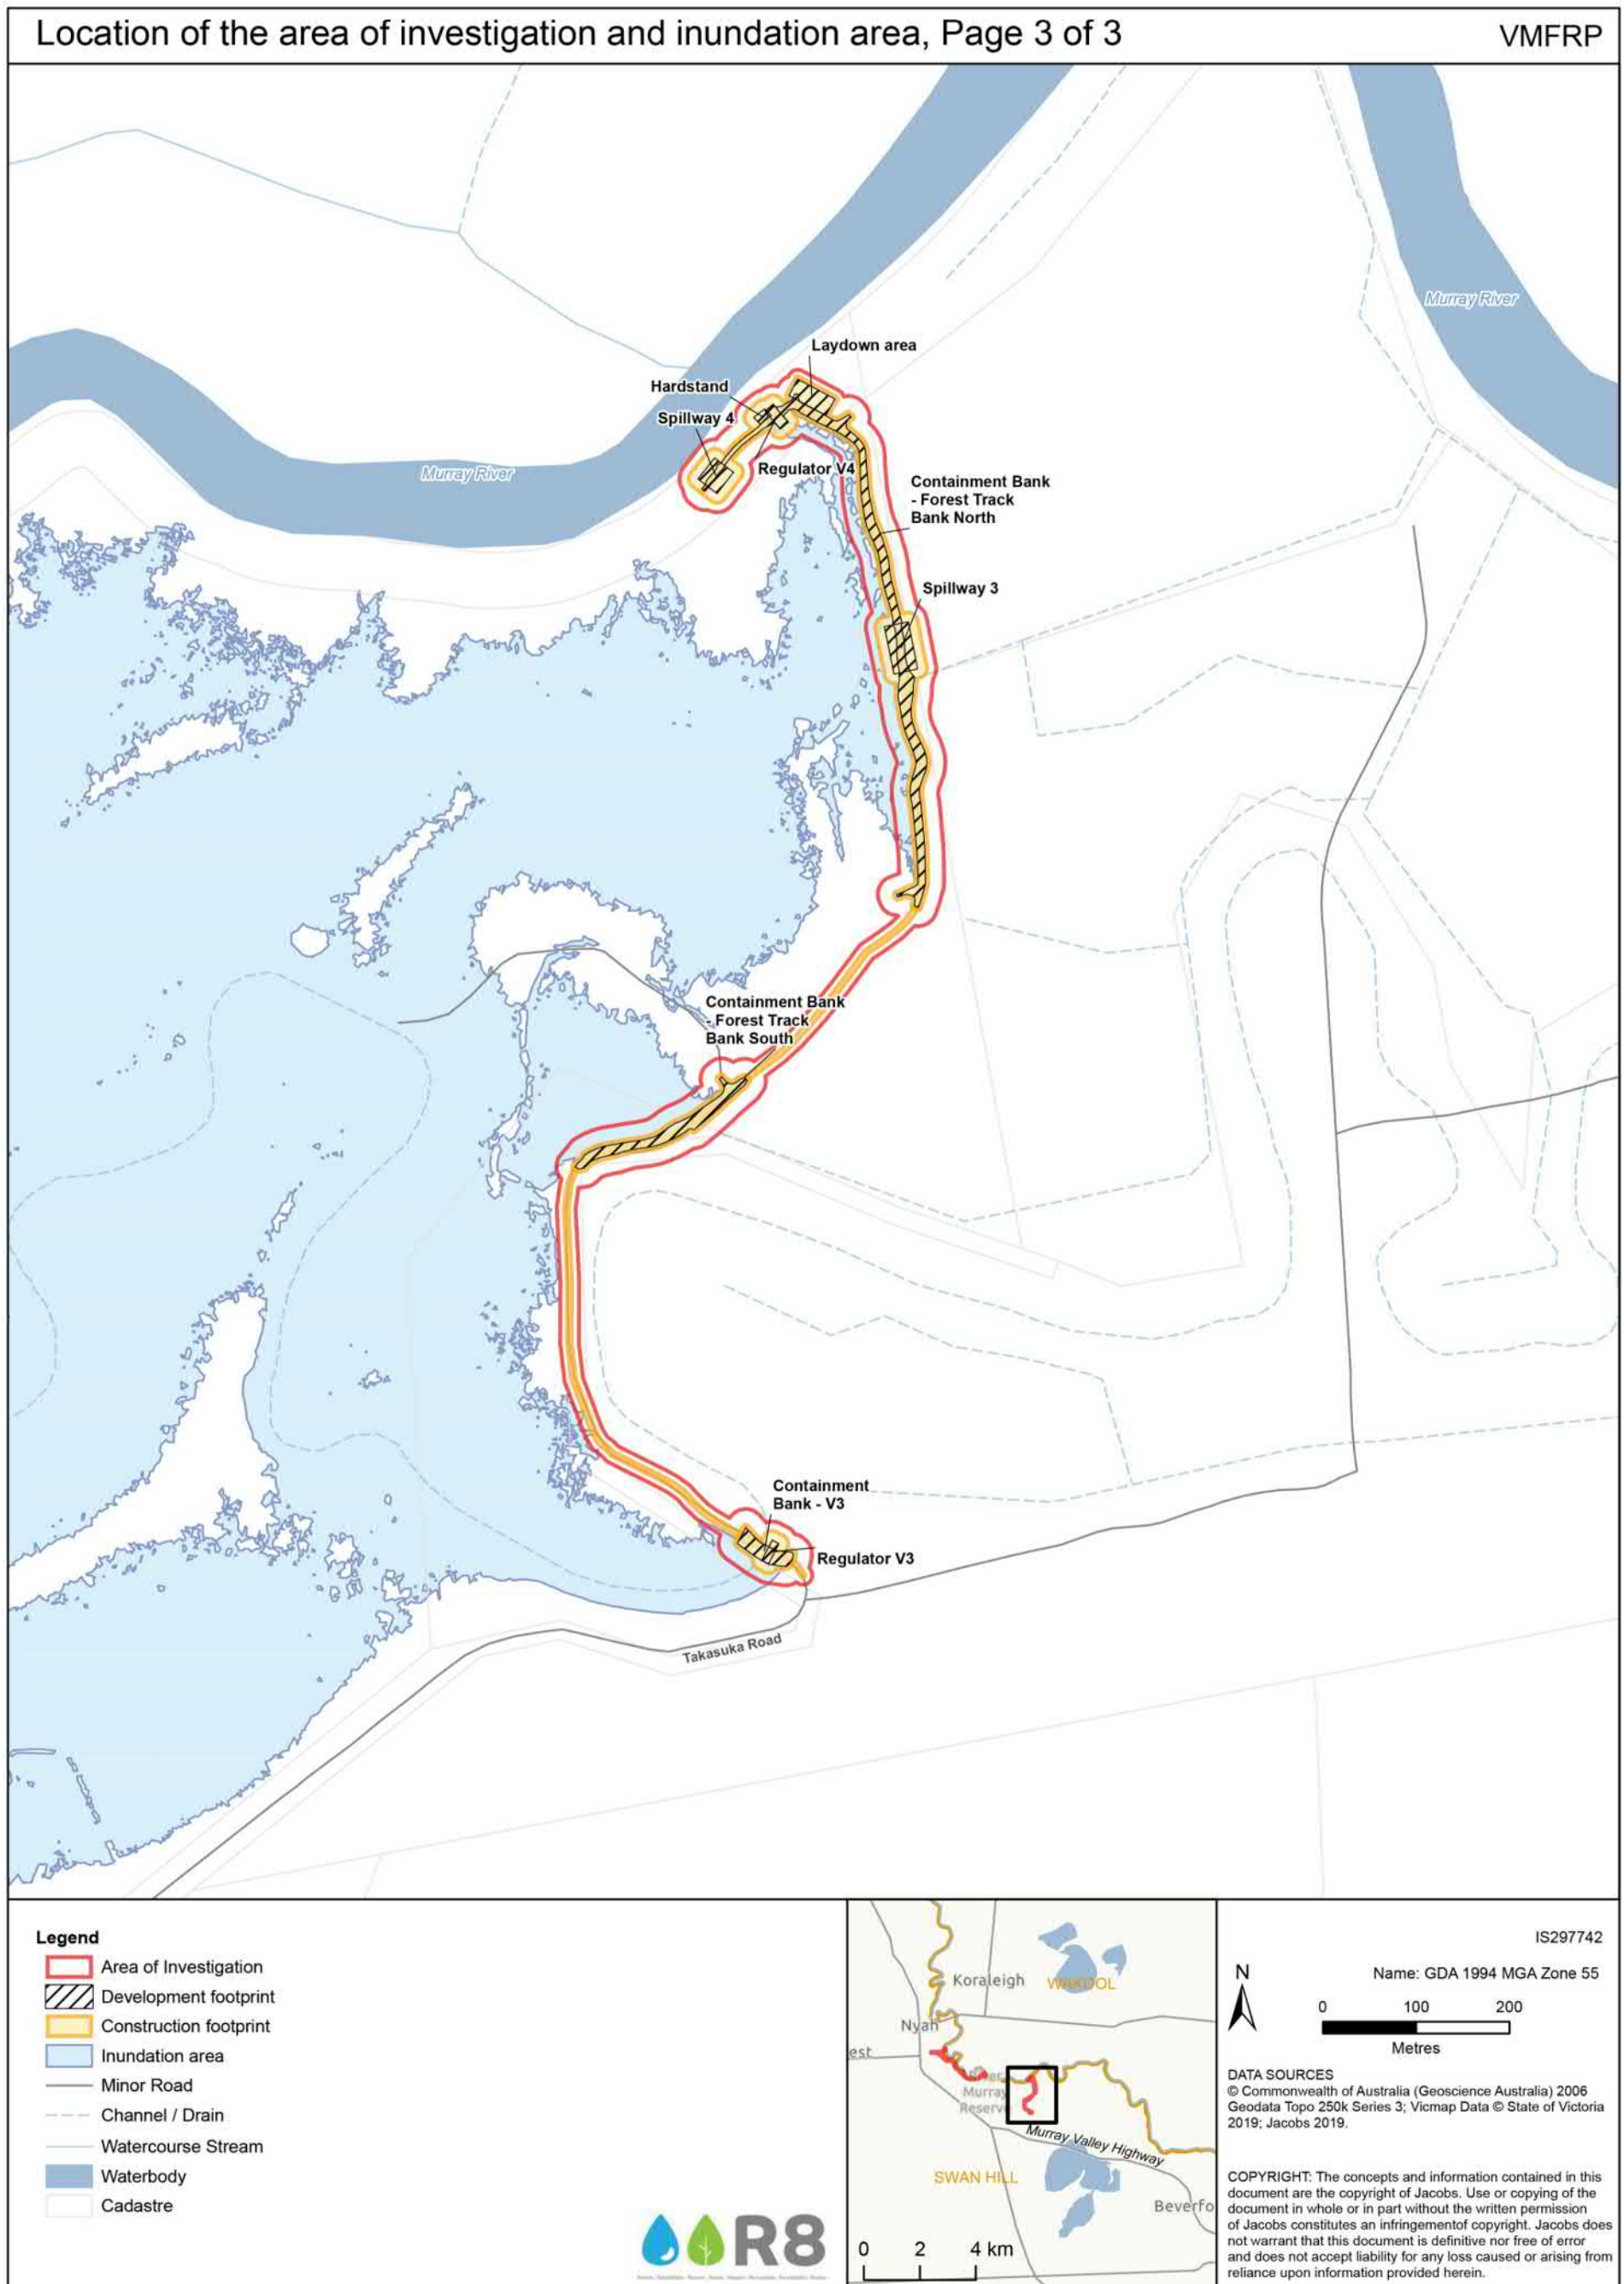 Location of the area of investigation and inundation area, Page 3 of 3
VMFRP
Murray River
Laydown area
Hardstand
Spillway 4
Murray River
Regulator V4
Containment Bank
- Forest Track
Bank North
Spillway 3
Containment Bank
- Forest Track
Bank South
Containment
Bank - V3
Regulator V3
Takasuka Road
Legend
Area of Investigation
Development footprint
Construction footprint
Inundation area
Minor Road
Channel / Drain
Watercourse Stream
Waterbody
Cadastre
R8
Koraleigh
WAKOOL
Nyah
est
River
Murray
Reserve
Murray Valley Highway
SWAN HILL
Beverfo
0 2 4 km
IS297742
N
Name: GDA 1994 MGA Zone 55
0 100 200
Metres
DATA SOURCES
© Commonwealth of Australia (Geoscience Australia) 2006
Geodata Topo 250k Series 3; Vicmap Data © State of Victoria
2019; Jacobs 2019.
COPYRIGHT: The concepts and information contained in this
document are the copyright of Jacobs. Use or copying of the
document in whole or in part without the written permission
of Jacobs constitutes an infringementof copyright. Jacobs does
not warrant that this document is definitive nor free of error
and does not accept liability for any loss caused or arising from
reliance upon information provided herein.